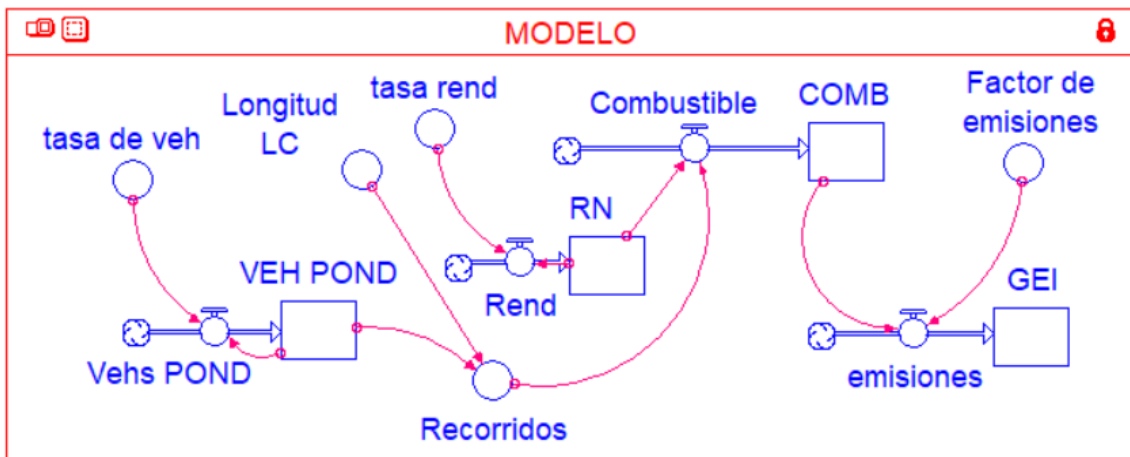 MODELO
tasa de veh
Longitud
LC
tasa rend
Combustible
COMB
Factor de
emisiones
RN
Rend
VEH POND
Vehs POND
Recorridos
GEI
emisiones